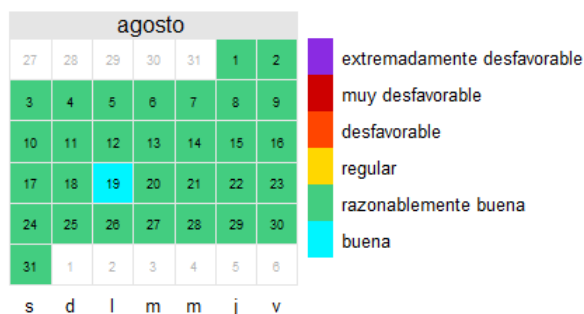 agosto
27 28 29 30 31 1 2
3 4 5 6 7 8 9
10 11 12 13 14 15 16
17 18 19 20 21 22 23
24 25 26 27 28 29 30
31 1 2 3 4 5 6
s d l m m j v
extremadamente desfavorable
muy desfavorable
desfavorable
regular
razonablemente buena
buena